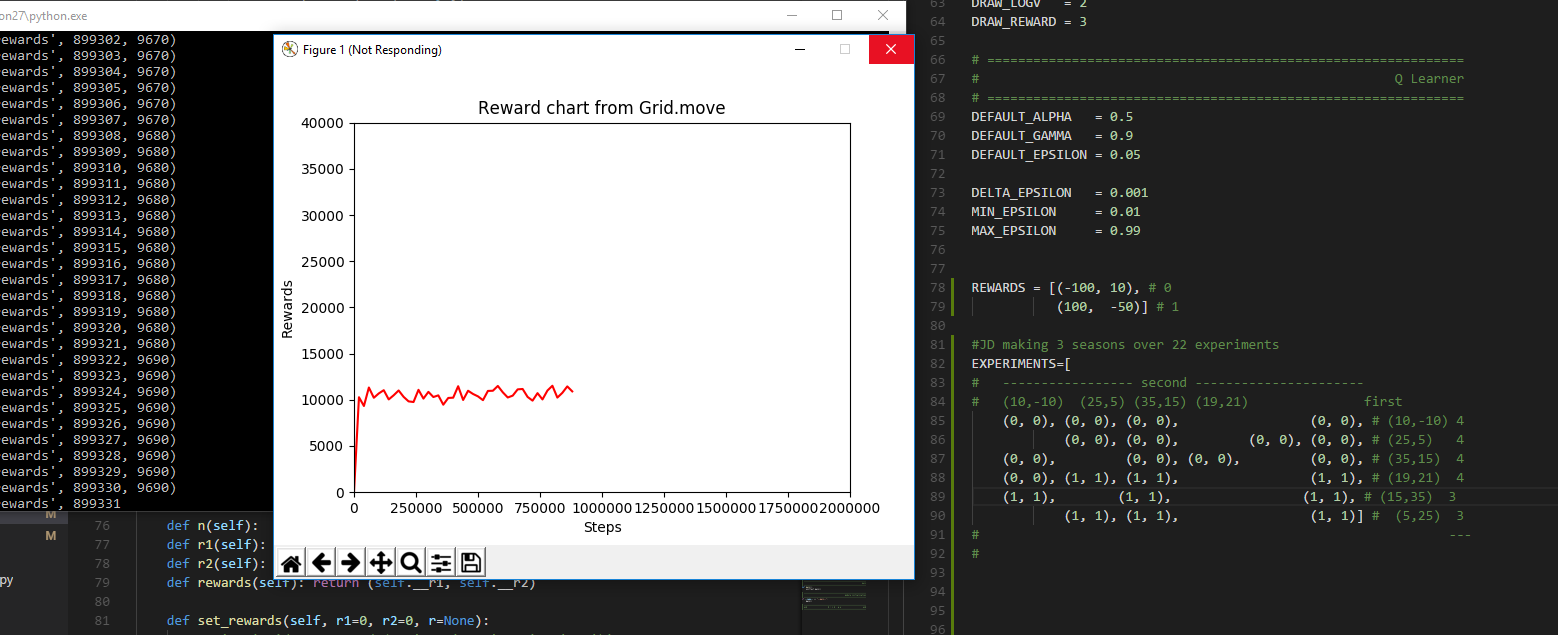 on27\python.exe
ewards', 899302, 9670)
ewards', 899303, 9670)
ewards', 899304, 9670)
ewards', 899305, 9670)
ewards', 899306, 9670)
ewards', 899307, 9670)
ewards', 899308, 9680)
ewards', 899309, 9680)
ewards', 899310, 9680)
ewards', 899311, 9680)
ewards', 899312, 9680)
ewards', 899313, 9680)
ewards', 899314, 9680)
ewards', 899315, 9680)
ewards', 899316, 9680)
ewards', 899317, 9680)
ewards', 899318, 9680)
ewards', 899319, 9680)
ewards', 899320, 9680)
ewards', 899321, 9680)
ewards', 899322, 9690)
ewards', 899323, 9690)
ewards', 899324, 9690)
ewards', 899325, 9690)
ewards', 899326, 9690)
ewards', 899327, 9690)
ewards', 899328, 9690)
ewards', 899329, 9690)
ewards', 899330, 9690)
ewards', 899331
M
M
py
Figure 1 (Not Responding)
Reward chart from Grid.move
40000
35000
30000
25000
20000
15000
10000
5000
0
Rewards
0 250000 500000 750000 1000000 1250000 1500000 1750000 2000000
Steps
76 def n(self):
77 def r1(self):
78 def r2(self):
79 def rewards(self): return (self.__r1, self.__r2)
80
81 def set_rewards(self, r1=0, r2=0, r=None):
63 DRAW_LOGV = 2
64 DRAW_REWARD = 3
65
66 # ==============================================================
67 # Q Learner
68 # ==============================================================
69 DEFAULT_ALPHA = 0.5
70 DEFAULT_GAMMA = 0.9
71 DEFAULT_EPSILON = 0.05
72
73 DELTA_EPSILON = 0.001
74 MIN_EPSILON = 0.01
75 MAX_EPSILON = 0.99
76
77
78 REWARDS = [(-100, 10), # 0
79 (100, -50)] # 1
80
81 #JD making 3 seasons over 22 experiments
82 EXPERIMENTS=[
83 # ----------------- second ----------------------
84 # (10,-10) (25,5) (35,15) (19,21) first
85 (0, 0), (0, 0), (0, 0), (0, 0), # (10,-10) 4
86 (0, 0), (0, 0), (0, 0), (0, 0), # (25,5) 4
87 (0, 0), (0, 0), (0, 0), (0, 0), # (35,15) 4
88 (0, 0), (1, 1), (1, 1), (1, 1), # (19,21) 4
89 (1, 1), (1, 1), (1, 1), # (15,35) 3
90 (1, 1), (1, 1), (1, 1)] # (5,25) 3
91 # ---
92 #
93
94
95
96